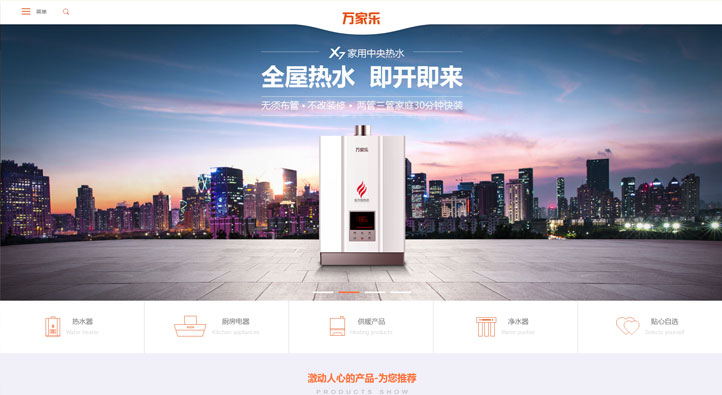 菜单
万家乐
X7 家用中央热水
全屋热水 即开即来
无须布管 • 不改装修 • 两管三管家庭30分钟快装
万家乐
热水器
Water heater
厨房电器
Kitchen appliances
供暖产品
Heating products
净水器
Water purifier
贴心自选
Selects yourself
激动人心的产品-为您推荐
PRODUCTS SHOW